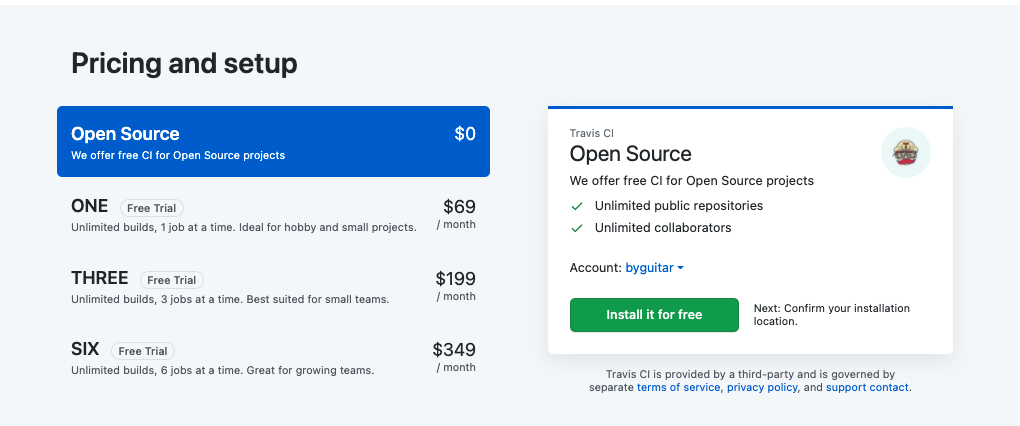 Pricing and setup
Open Source $0
We offer free CI for Open Source projects
ONE Free Trial $69
Unlimited builds, 1 job at a time. Ideal for hobby and small projects. / month
THREE Free Trial $199
Unlimited builds, 3 jobs at a time. Best suited for small teams. / month
SIX Free Trial $349
Unlimited builds, 6 jobs at a time. Great for growing teams. / month
Travis CI
Open Source
We offer free CI for Open Source projects
Unlimited public repositories
Unlimited collaborators
Account: byguitar
Install it for free
Next: Confirm your installation
location.
Travis CI is provided by a third-party and is governed by
separate terms of service, privacy policy, and support contact.